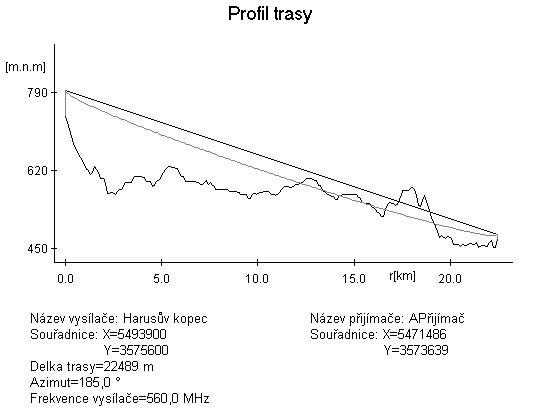 Profil trasy
[m.n.m]
790
620
450
0.0 5.0 10.0 15.0 r[km] 20.0
Název vysílače: Harusův kopec
Souřadnice: X=5493900
Y=3575600
Delka trasy=22489 m
Azimut=185,0 °
Frekvence vysílače=560,0 MHz
Název přijímače: APřijímač
Souřadnice: X=5471486
Y=3573639